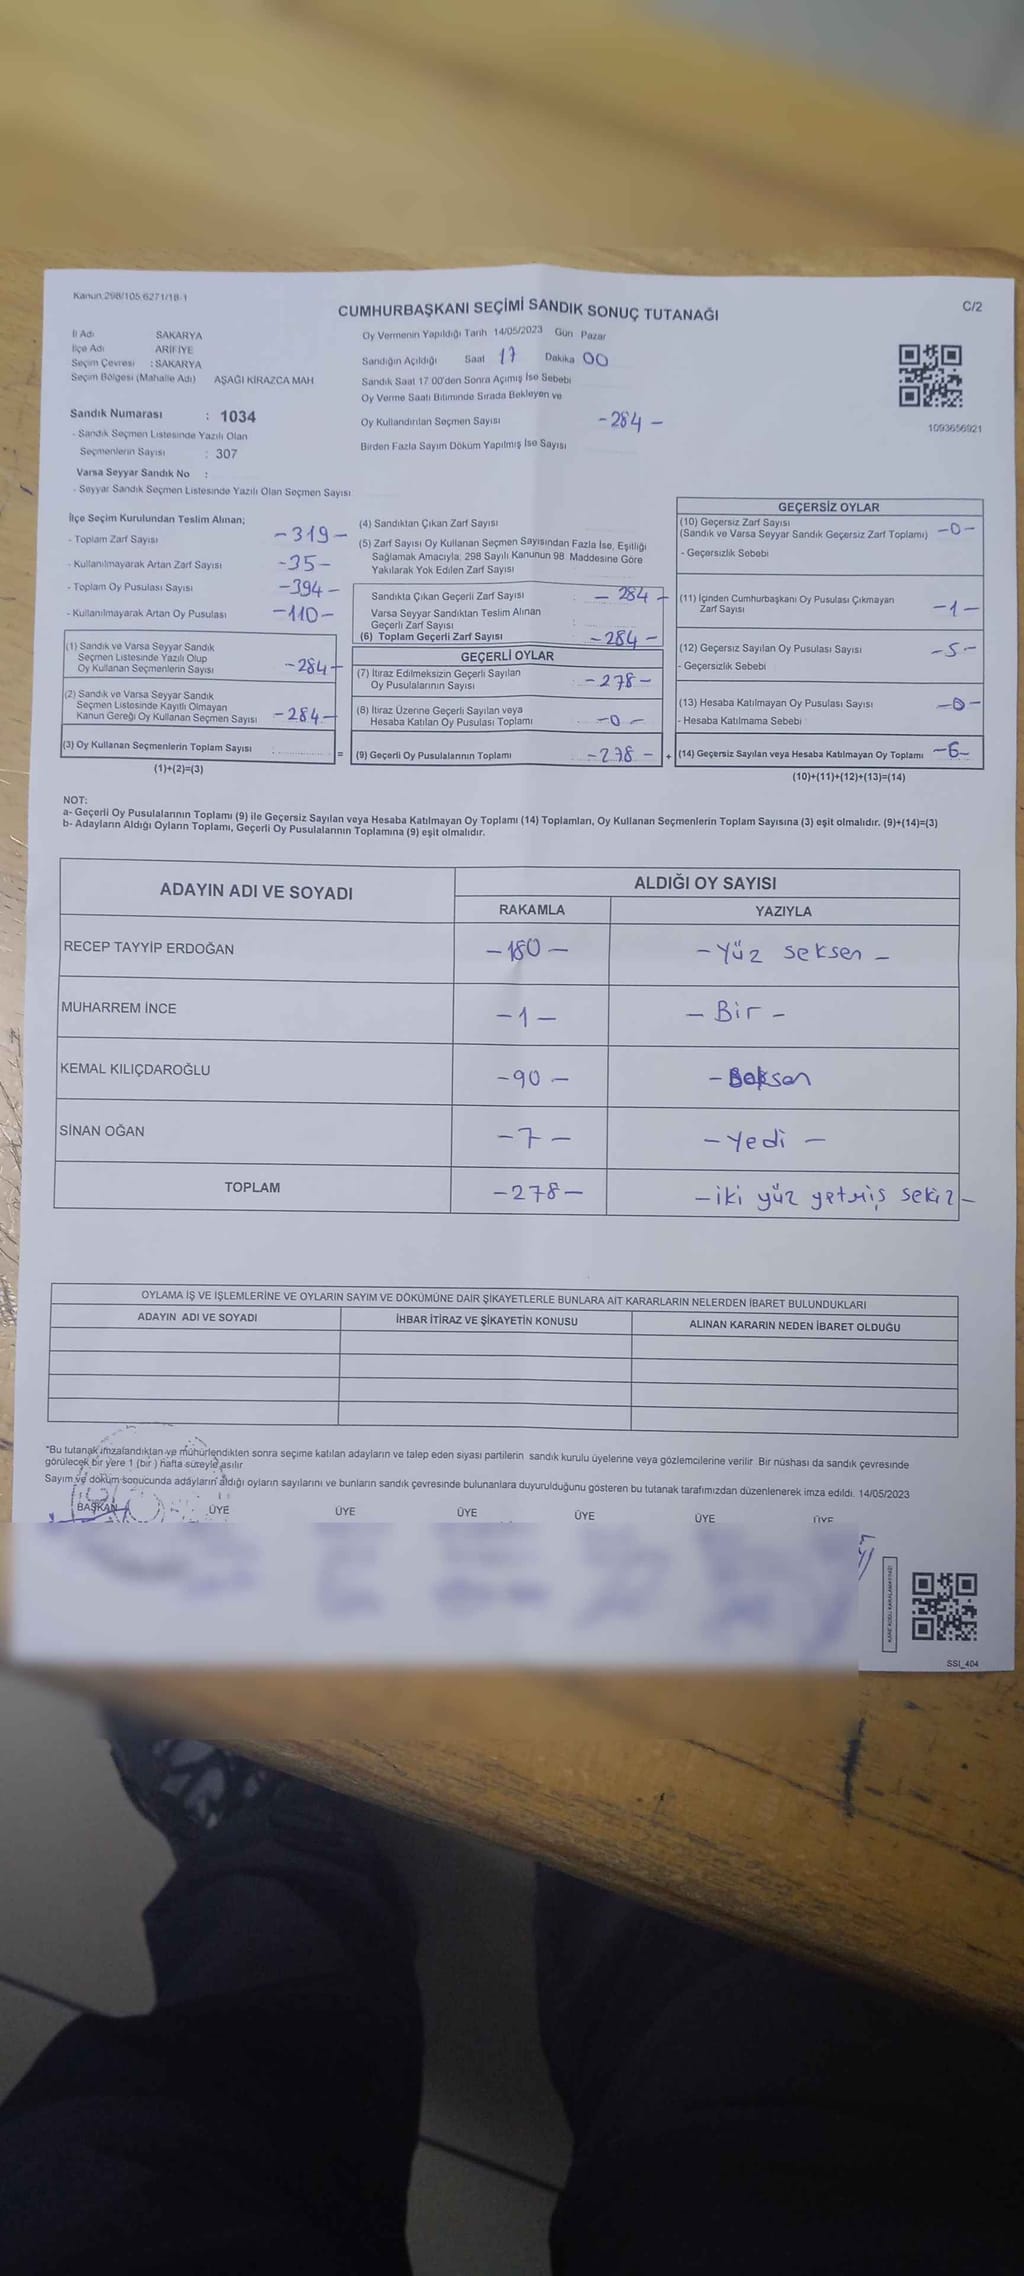 Kanun:298/105,6271/18-1
C/2
CUMHURBAŞKANI SEÇİMİ SANDIK SONUÇ TUTANAĞI
İl Adı SAKARYA
İlçe Adı ARİFİYE
Seçim Çevresi : SAKARYA
Seçim Bölgesi (Mahalle Adı) AŞAĞI KİRAZCA MAH
Oy Vermenin Yapıldığı Tarih 14/05/2023 Gün Pazar
Sandığın Açıldığı Saat 17 Dakika 00
Sandık Saat 17 00'den Sonra Açımış İse Sebebi
Oy Verme Saati Bitiminde Sırada Bekleyen ve
Oy Kullandırılan Seçmen Sayısı -284-
Birden Fazla Sayım Döküm Yapılmış İse Sayısı
1093656921
Sandık Numarası : 1034
- Sandık Seçmen Listesinde Yazılı Olan
Seçmenlerin Sayısı : 307
Varsa Seyyar Sandık No :
- Seyyar Sandık Seçmen Listesinde Yazılı Olan Seçmen Sayısı
İlçe Seçim Kurulundan Teslim Alınan;
- Toplam Zarf Sayısı -319-
- Kullanılmayarak Artan Zarf Sayısı -35-
- Toplam Oy Pusulası Sayısı -394-
- Kullanılmayarak Artan Oy Pusulası -110-
(1) Sandık ve Varsa Seyyar Sandık
Seçmen Listesinde Yazılı Olup
Oy Kullanan Seçmenlerin Sayısı -284-
(2) Sandık ve Varsa Seyyar Sandık
Seçmen Listesinde Kayıtlı Olmayan
Kanun Gereği Oy Kullanan Seçmen Sayısı -284-
(3) Oy Kullanan Seçmenlerin Toplam Sayısı :
(1)+(2)=(3)
(4) Sandıktan Çıkan Zarf Sayısı
(5) Zarf Sayısı Oy Kullanan Seçmen Sayısından Fazla İse, Eşitliği
Sağlamak Amacıyla, 298 Sayılı Kanunun 98. Maddesine Göre
Yakılarak Yok Edilen Zarf Sayısı
Sandıkta Çıkan Geçerli Zarf Sayısı -284-
Varsa Seyyar Sandıktan Teslim Alınan
Geçerli Zarf Sayısı :
(6) Toplam Geçerli Zarf Sayısı -284-
GEÇERLİ OYLAR
(7) İtiraz Edilmeksizin Geçerli Sayılan
Oy Pusulalarının Sayısı -278-
(8) İtiraz Üzerine Geçerli Sayılan veya
Hesaba Katılan Oy Pusulası Toplamı -0-
= (9) Geçerli Oy Pusulalarının Toplamı -278-
GEÇERSİZ OYLAR
(10) Geçersiz Zarf Sayısı
(Sandık ve Varsa Seyyar Sandık Geçersiz Zarf Toplamı) -0-
- Geçersizlik Sebebi
(11) İçinden Cumhurbaşkanı Oy Pusulası Çıkmayan
Zarf Sayısı -1-
(12) Geçersiz Sayılan Oy Pusulası Sayısı -5-
- Geçersizlik Sebebi
(13) Hesaba Katılmayan Oy Pusulası Sayısı -0-
- Hesaba Katılmama Sebebi
+ (14) Geçersiz Sayılan veya Hesaba Katılmayan Oy Toplamı -6-
(10)+(11)+(12)+(13)=(14)
NOT:
a- Geçerli Oy Pusulalarının Toplamı (9) ile Geçersiz Sayılan veya Hesaba Katılmayan Oy Toplamı (14) Toplamları, Oy Kullanan Seçmenlerin Toplam Sayısına (3) eşit olmalıdır. (9)+(14)=(3)
b- Adayların Aldığı Oyların Toplamı, Geçerli Oy Pusulalarının Toplamına (9) eşit olmalıdır.
ADAYIN ADI VE SOYADI ALDIĞI OY SAYISI
RAKAMLA YAZIYLA
RECEP TAYYİP ERDOĞAN -180- -Yüz seksen-
MUHARREM İNCE -1- -Bir-
KEMAL KILIÇDAROĞLU -90-
SİNAN OĞAN -7- -Yedi-
TOPLAM -278- -iki yüz yetmiş sekiz-
OYLAMA İŞ VE İŞLEMLERİNE VE OYLARIN SAYIM VE DÖKÜMÜNE DAİR ŞİKAYETLERLE BUNLARA AİT KARARLARIN NELERDEN İBARET BULUNDUKLARI
ADAYIN ADI VE SOYADI İHBAR İTİRAZ VE ŞİKAYETİN KONUSU ALINAN KARARIN NEDEN İBARET OLDUĞU
*Bu tutanak imzalandıktan ve mühürlendikten sonra seçime katılan adayların ve talep eden siyasi partilerin sandık kurulu üyelerine veya gözlemcilerine verilir. Bir nüshası da sandık çevresinde
görülecek bir yere 1 (bir) hafta süreyle asılır
Sayım ve döküm sonucunda adayların aldığı oyların sayılarını ve bunların sandık çevresinde bulunanlara duyurulduğunu gösteren bu tutanak tarafımızdan düzenlenerek imza edildi. 14/05/2023
BAŞKAN ÜYE ÜYE ÜYE ÜYE ÜYE ÜYE
SSI_404